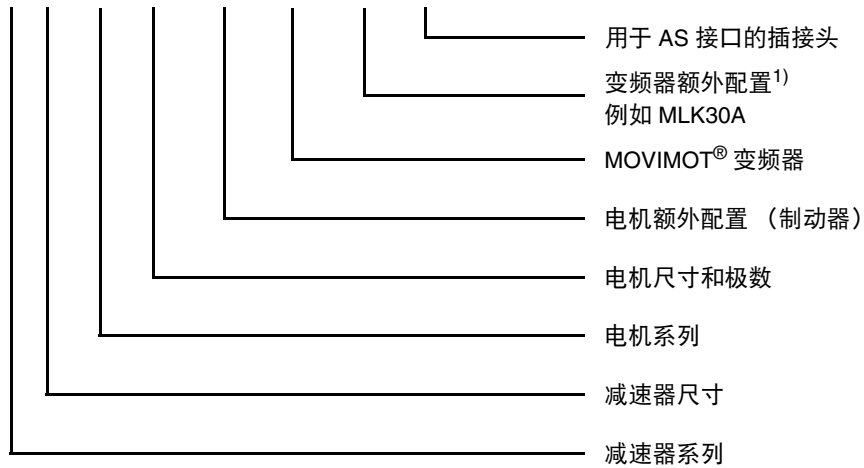 用于 AS 接口的插接头
变频器额外配置1)
例如 MLK30A
MOVIMOT® 变频器
电机额外配置 （制动器）
电机尺寸和极数
电机系列
减速器尺寸
减速器系列